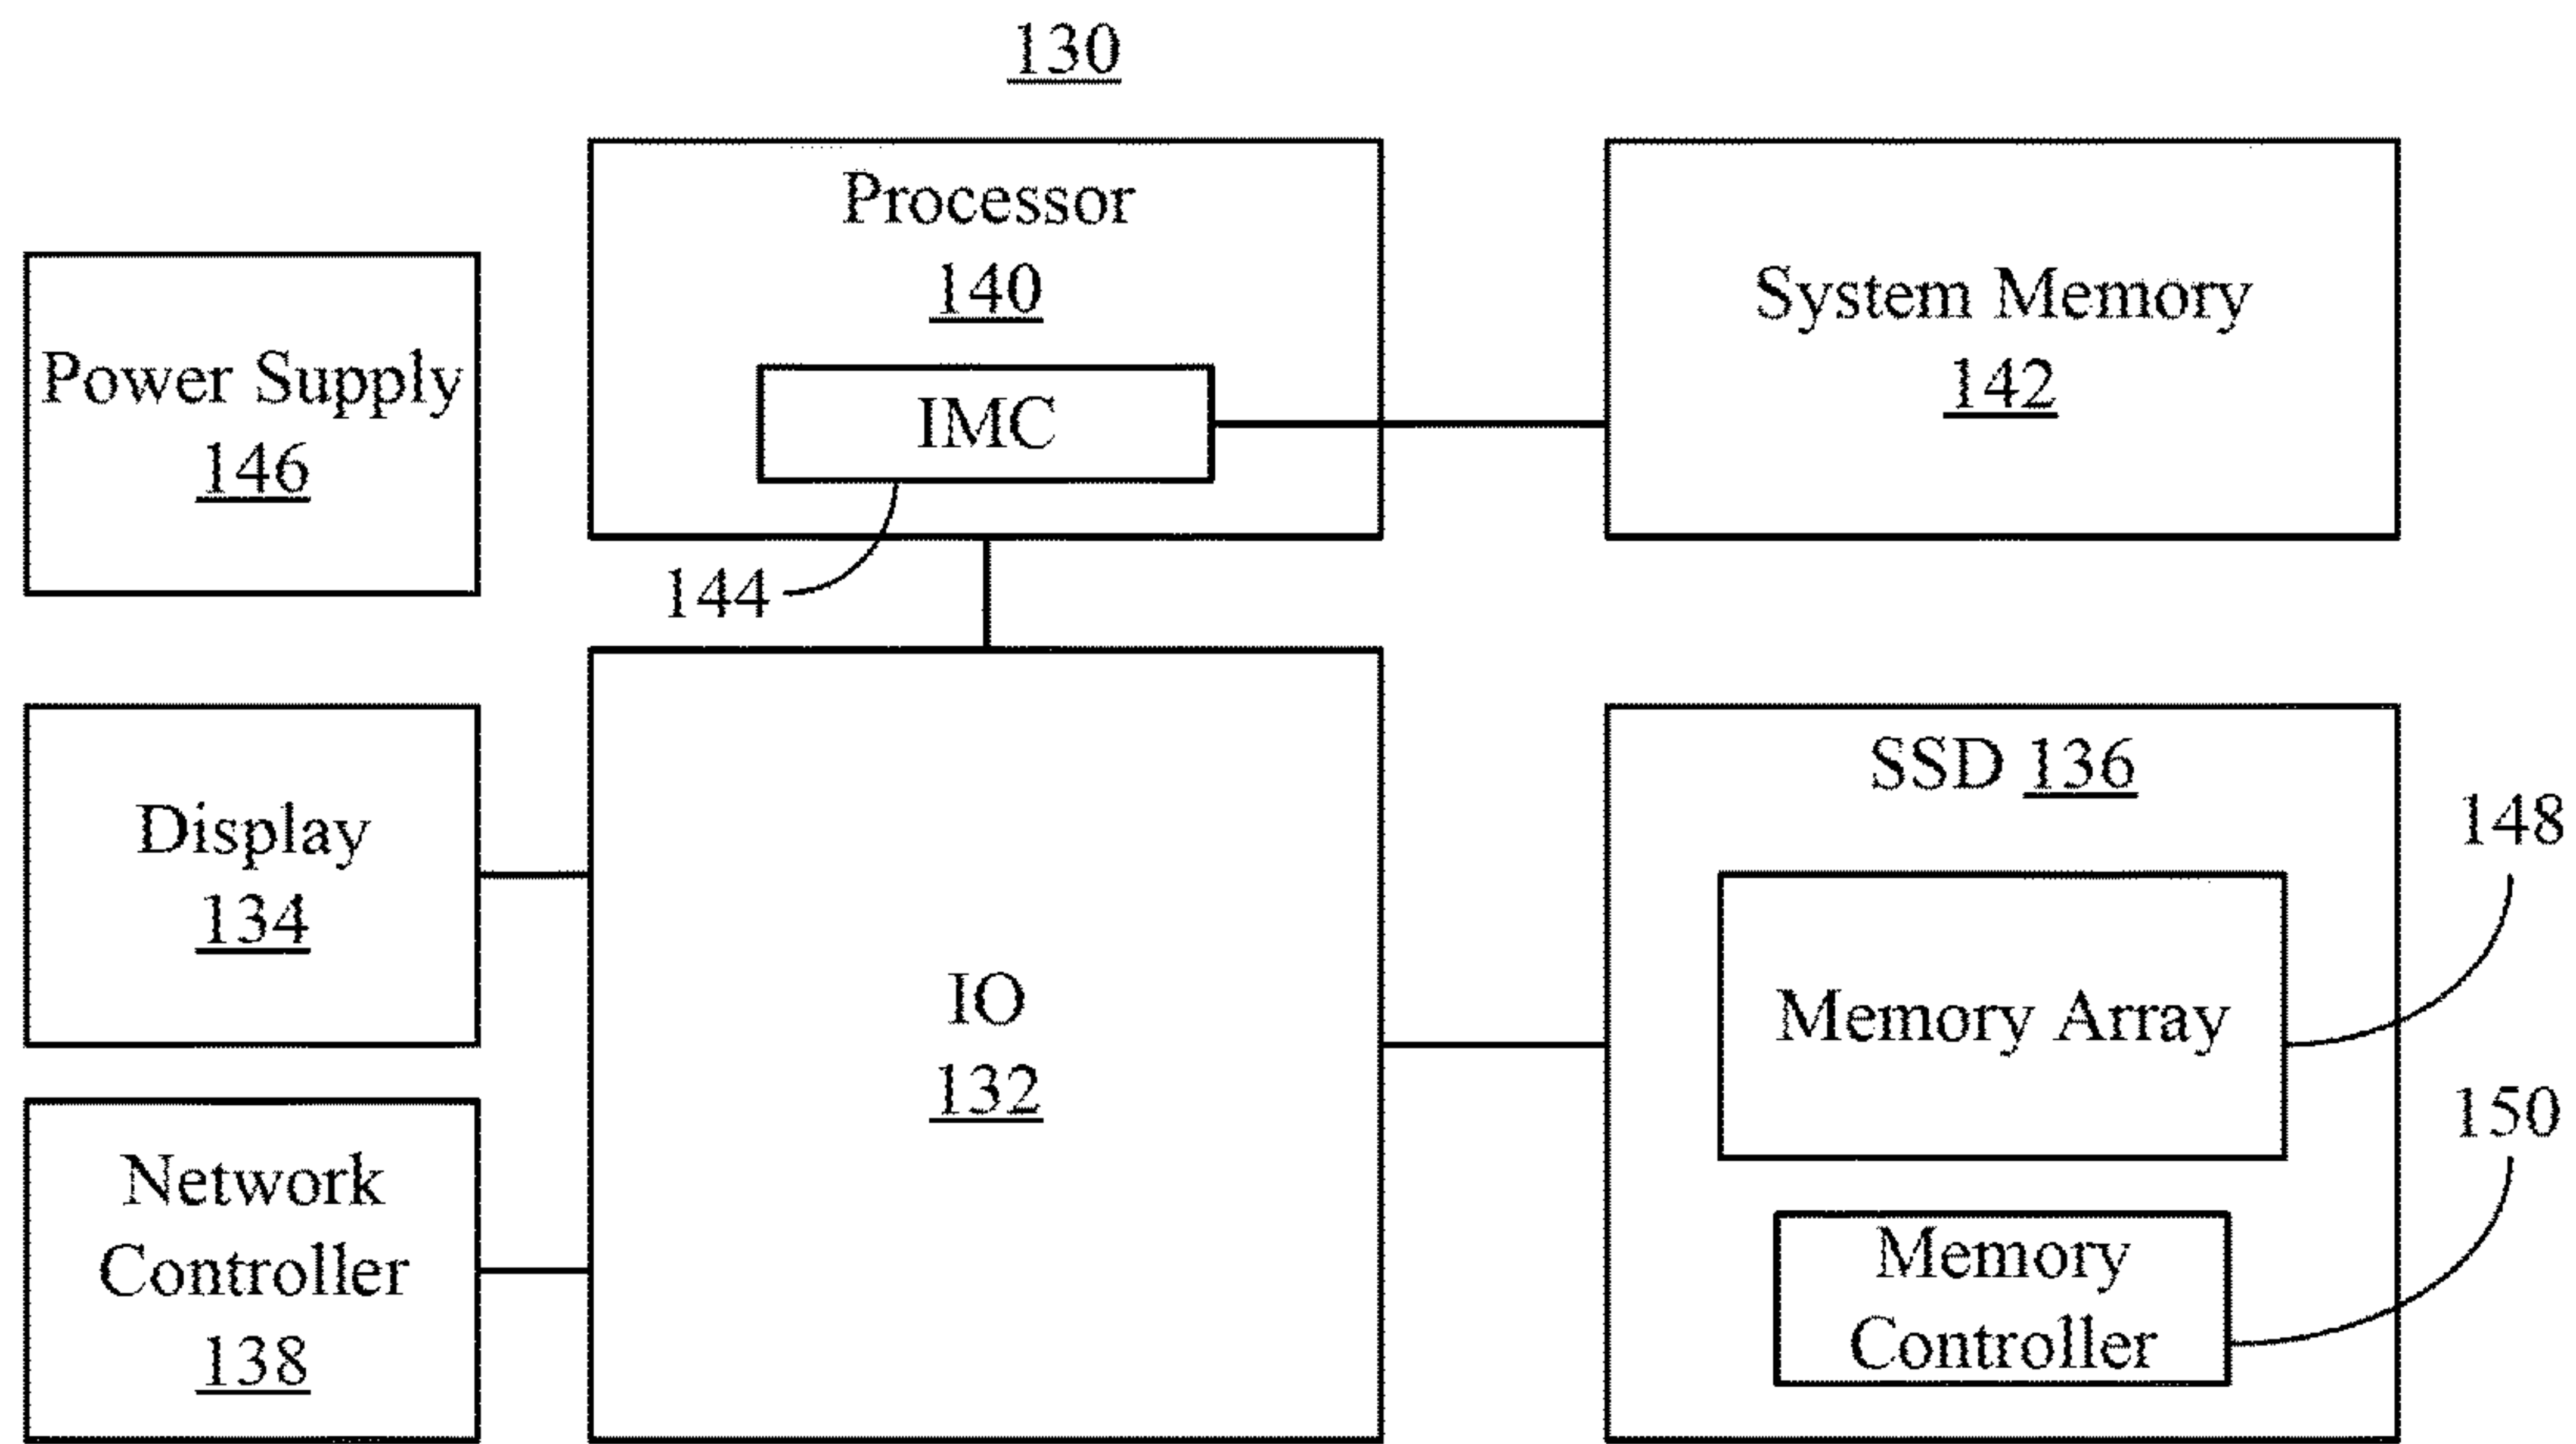 130
Processor
140
IMC
144
System Memory
142
Power Supply
146
Display
134
IO
132
SSD 136
148
Memory Array
150
Memory
Controller
Network
Controller
138